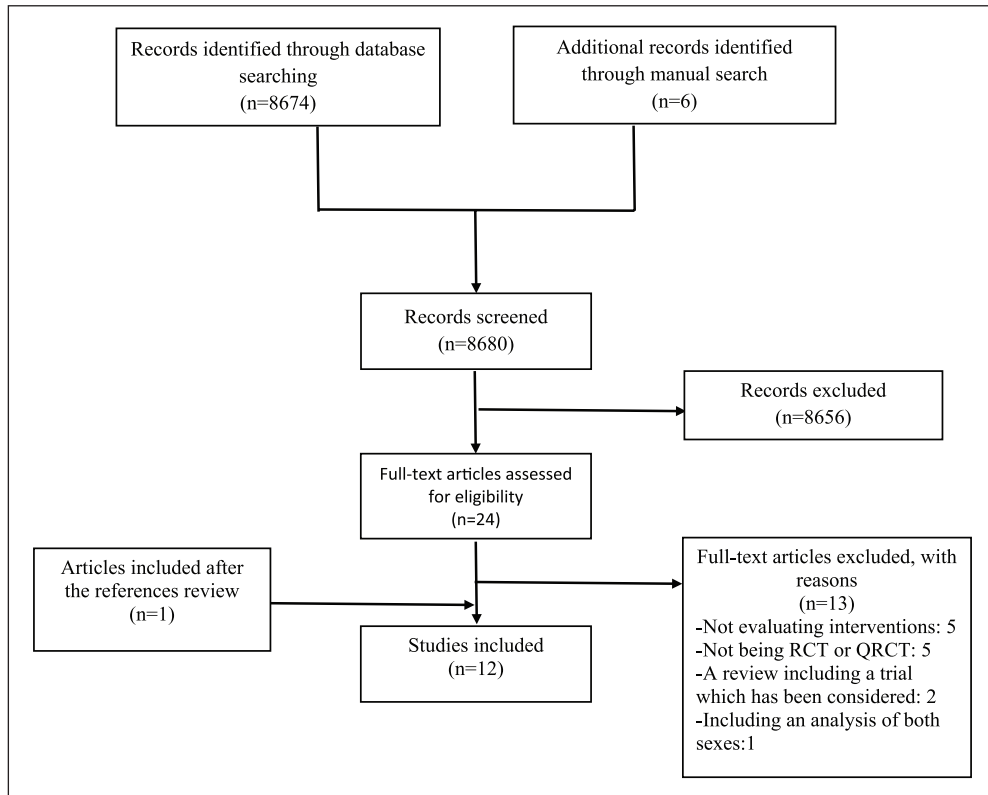 Records identified through database
searching
(n=8674)
Additional records identified
through manual search
(n=6)
Records screened
(n=8680)
Records excluded
(n=8656)
Full-text articles assessed
for eligibility
(n=24)
Articles included after
the references review
(n=1)
Full-text articles excluded, with
reasons
(n=13)
-Not evaluating interventions: 5
-Not being RCT or QRCT: 5
-A review including a trial
which has been considered: 2
-Including an analysis of both
sexes:1
Studies included
(n=12)